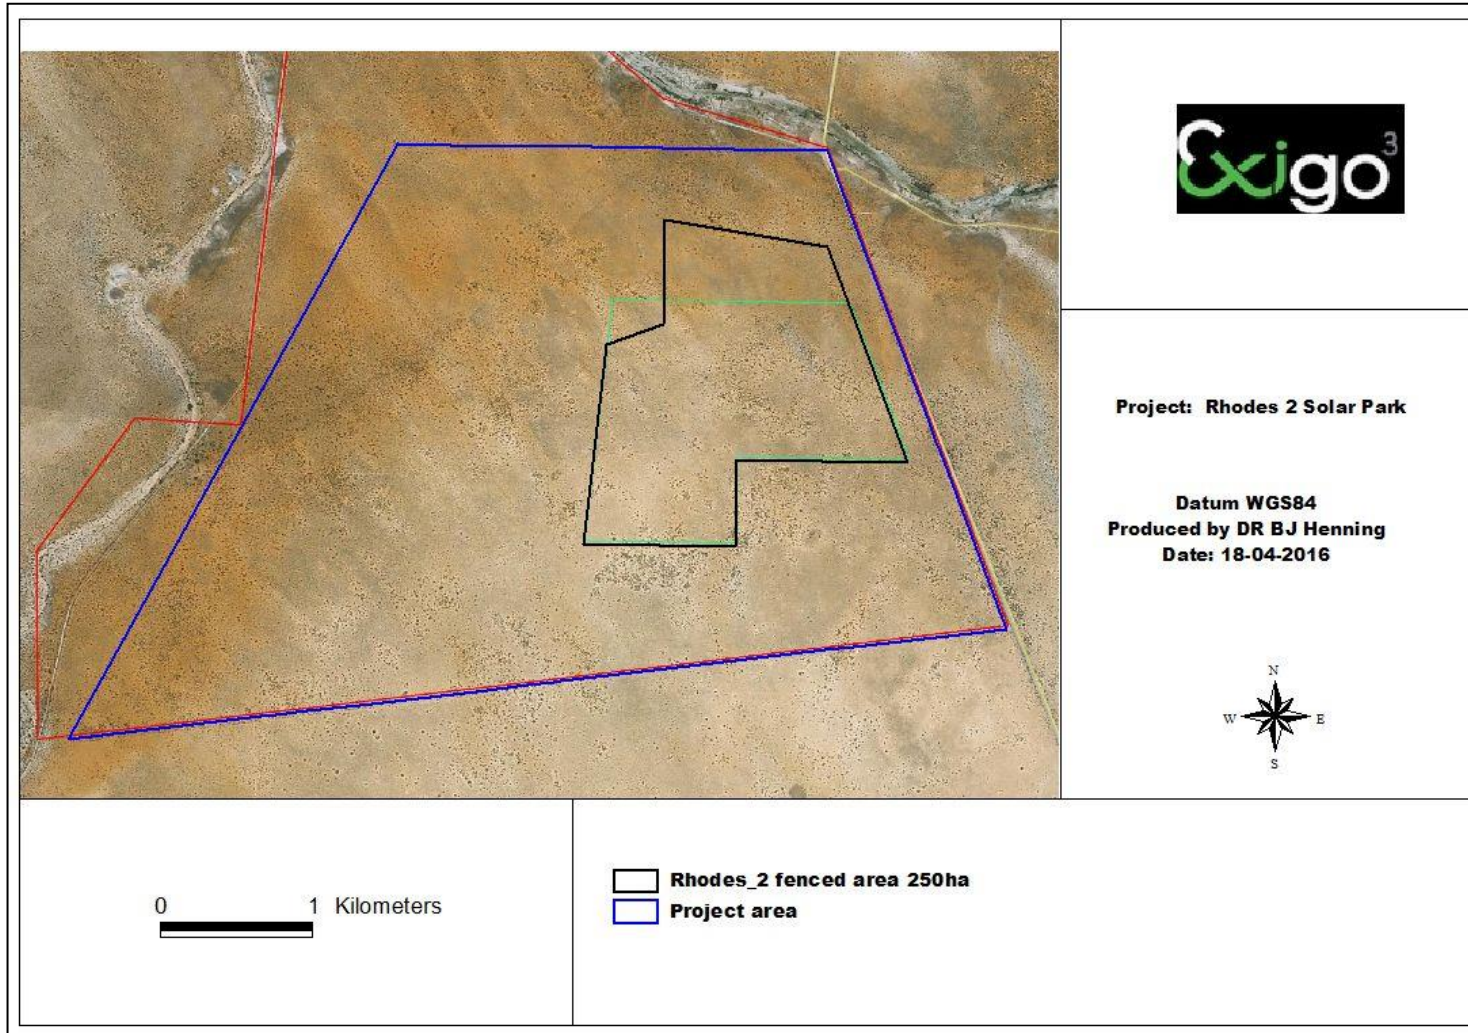 Exigo3
Project: Rhodes 2 Solar Park
Datum WGS84
Produced by DR BJ Henning
Date: 18-04-2016
N
W E
S
0 1 Kilometers
Rhodes_2 fenced area 250ha
Project area